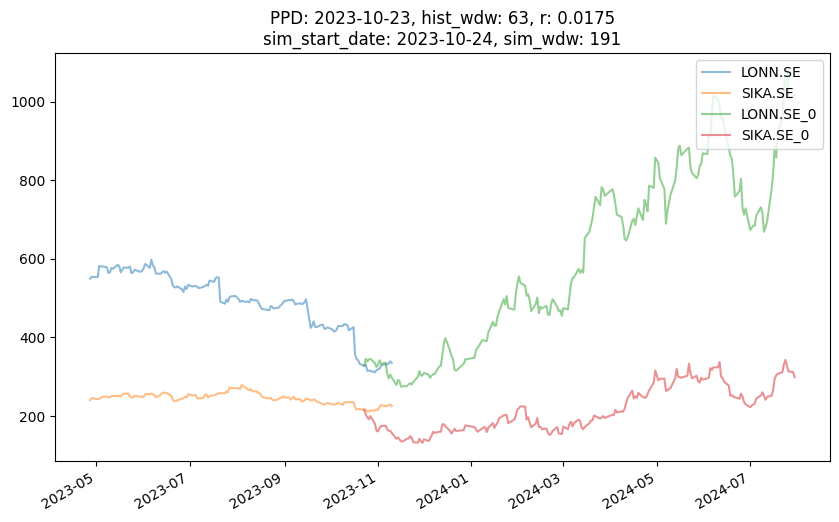 PPD: 2023-10-23, hist_wdw: 63, r: 0.0175
sim_start_date: 2023-10-24, sim_wdw: 191
LONN.SE
SIKA.SE
LONN.SE_0
SIKA.SE_0
1000
800
600
400
200
2023-05
2023-07
2023-09
2023-11
2024-01
2024-03
2024-05
2024-07